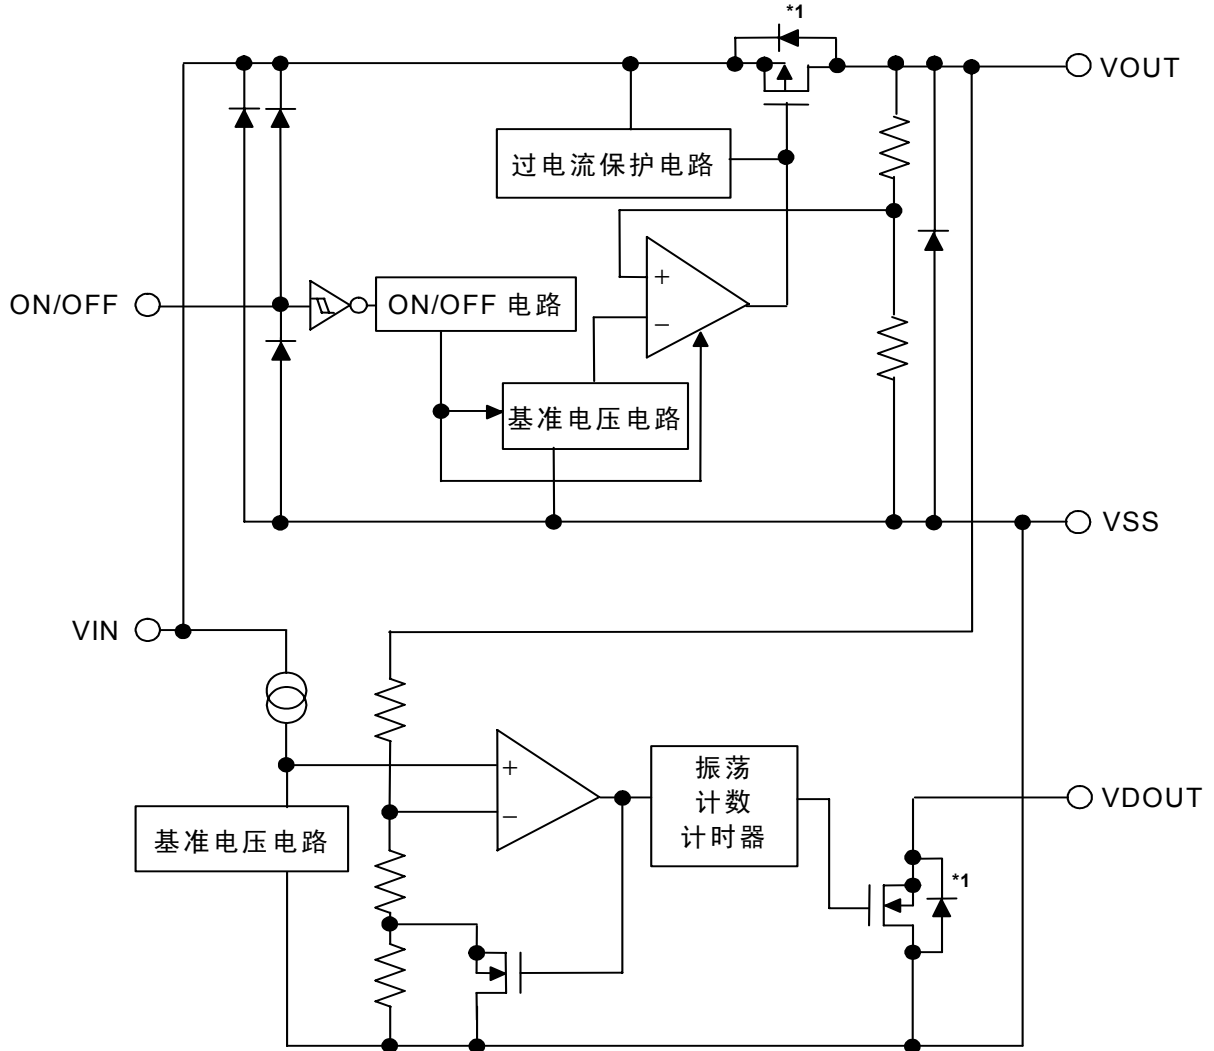 *1
VOUT
过电流保护电路
+
−
ON/OFF
ON/OFF 电路
基准电压电路
VSS
VIN
+
−
振荡
计数
计时器
VDOUT
基准电压电路
*1